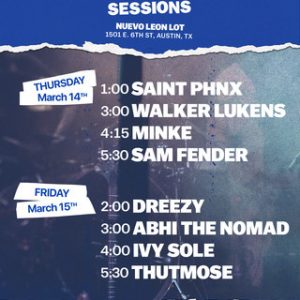 SESSIONS
NUEVO LEON LOT
1501 E. 6TH ST, AUSTIN, TX
THURSDAY
March 14TH
1:00 SAINT PHNX
3:00 WALKER LUKENS
4:15 MINKE
5:30 SAM FENDER
FRIDAY
March 15TH
2:00 DREEZY
3:00 ABHI THE NOMAD
4:00 IVY SOLE
5:30 THUTMOSE